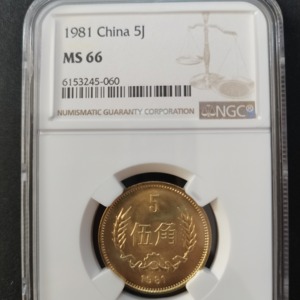 1981 China 5J
MS 66
6153245-060
NUMISMATIC GUARANTY CORPORATION
NGC
5
伍角
1981